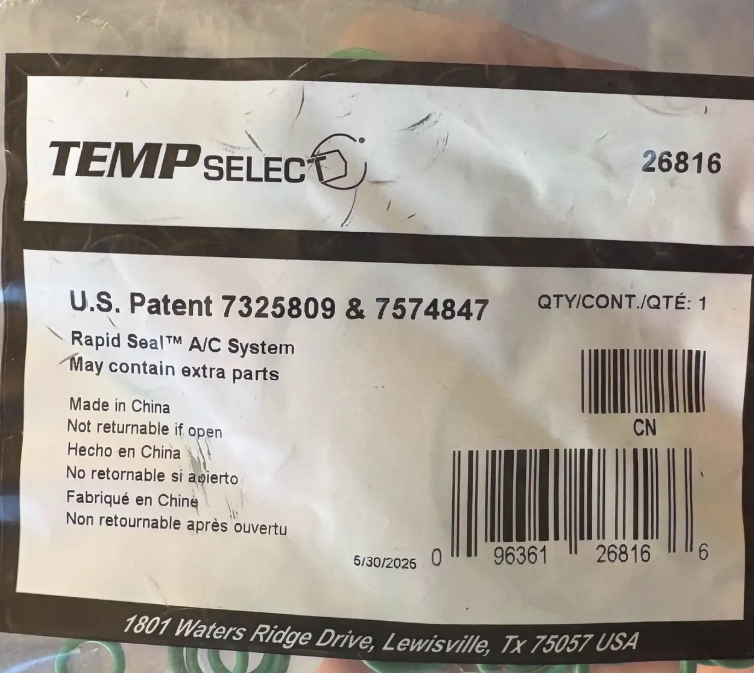 TEMPSELECT
26816
U.S. Patent 7325809 & 7574847
QTY/CONT./QTÉ: 1
Rapid Seal™ A/C System
May contain extra parts
Made in China
Not returnable if open
Hecho en China
No retornable si abierto
Fabriqué en Chine
Non retournable après ouvertu
CN
5/30/2025
0 96361 26816 6
1801 Waters Ridge Drive, Lewisville, Tx 75057 USA